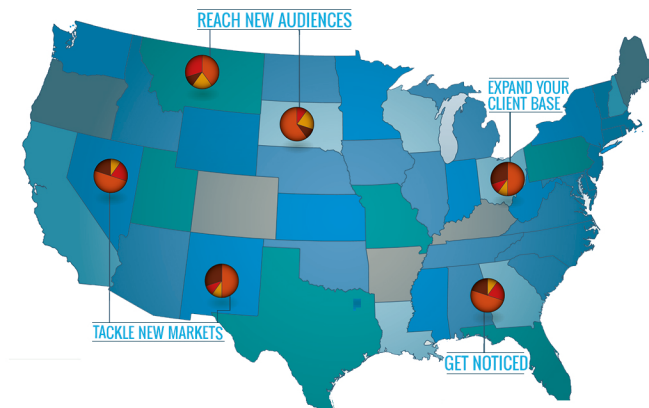 REACH NEW AUDIENCES
EXPAND YOUR
CLIENT BASE
TACKLE NEW MARKETS
GET NOTICED